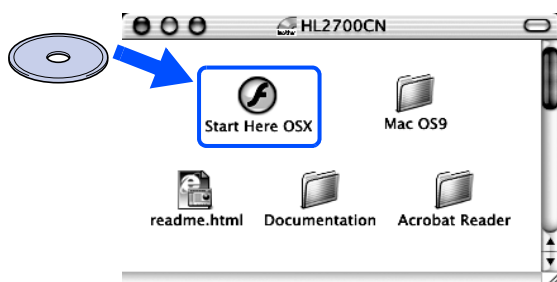 HL2700CN
Start Here OSX
Mac OS9
readme.html
Documentation
Acrobat Reader